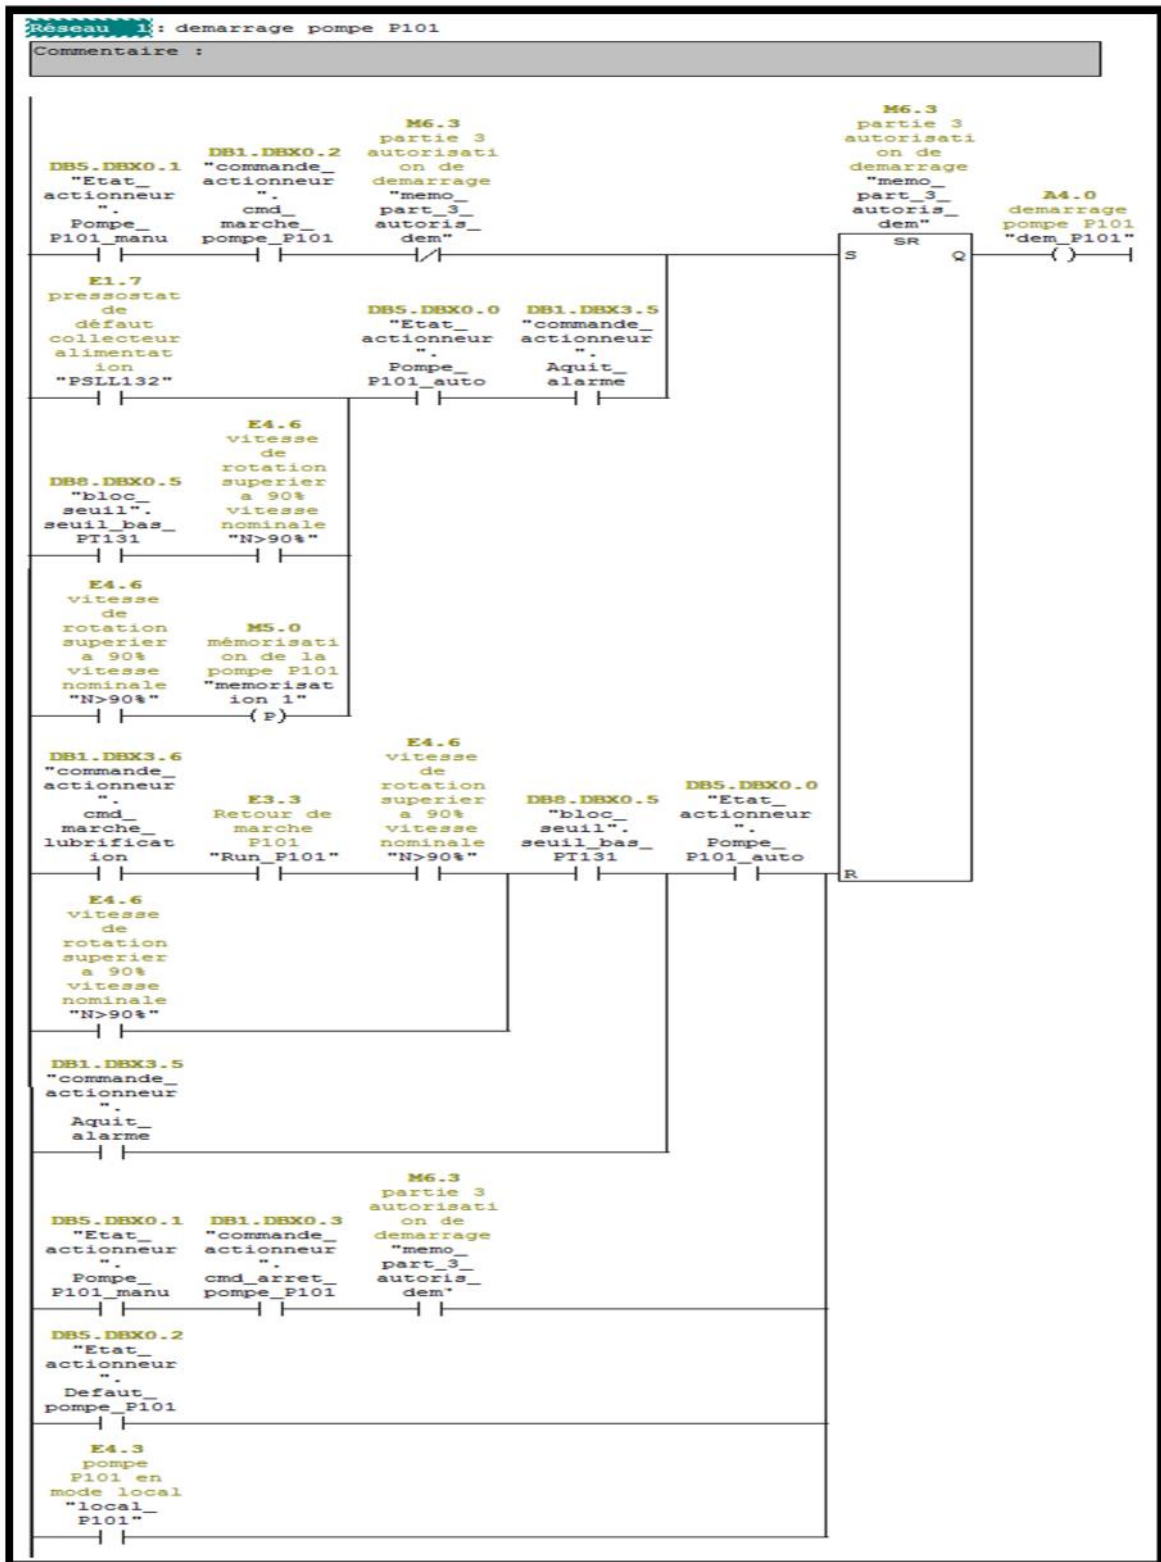 Réseau 1 : demarrage pompe P101
Commentaire :
M6.3
partie 3
autorisati
on de
demarrage
"memo_
part_3_
autoris_
dem"
DB1.DBX0.2
"commande_
actionneur
".
cmd_
marche_
pompe_P101
DB5.DBX0.1
"Etat_
actionneur
".
Pompe_
P101_manu
M6.3
partie 3
autorisati
on de
demarrage
"memo_
part_3_
autoris_
dem"
SR
S
Q
A4.0
demarrage
pompe P101
"dem_P101"
E1.7
pressostat
de
défaut
collecteur
alimentat
ion
"PSLL132"
DB5.DBX0.0
"Etat_
actionneur
".
Pompe_
P101_auto
DB1.DBX3.5
"commande_
actionneur
".
Aquit_
alarme
DB8.DBX0.5
"bloc_
seuil".
seuil_bas_
PT131
E4.6
vitesse
de
rotation
superier
a 90%
vitesse
nominale
"N>90%"
E4.6
vitesse
de
rotation
superier
a 90%
vitesse
nominale
"N>90%"
M5.0
mémorisati
on de la
pompe P101
"memorisat
ion 1"
(P)
DB1.DBX3.6
"commande_
actionneur
".
cmd_
marche_
lubrificat
ion
E3.3
Retour de
marche
P101
"Run_P101"
E4.6
vitesse
de
rotation
superier
a 90%
vitesse
nominale
"N>90%"
DB8.DBX0.5
"bloc_
seuil".
seuil_bas_
PT131
DB5.DBX0.0
"Etat_
actionneur
".
Pompe_
P101_auto
R
E4.6
vitesse
de
rotation
superier
a 90%
vitesse
nominale
"N>90%"
DB1.DBX3.5
"commande_
actionneur
".
Aquit_
alarme
DB5.DBX0.1
"Etat_
actionneur
".
Pompe_
P101_manu
DB1.DBX0.3
"commande_
actionneur
".
cmd_arret_
pompe_P101
M6.3
partie 3
autorisati
on de
demarrage
"memo_
part_3_
autoris_
dem"
DB5.DBX0.2
"Etat_
actionneur
".
Defaut_
pompe_P101
E4.3
pompe
P101 en
mode local
"local_
P101"